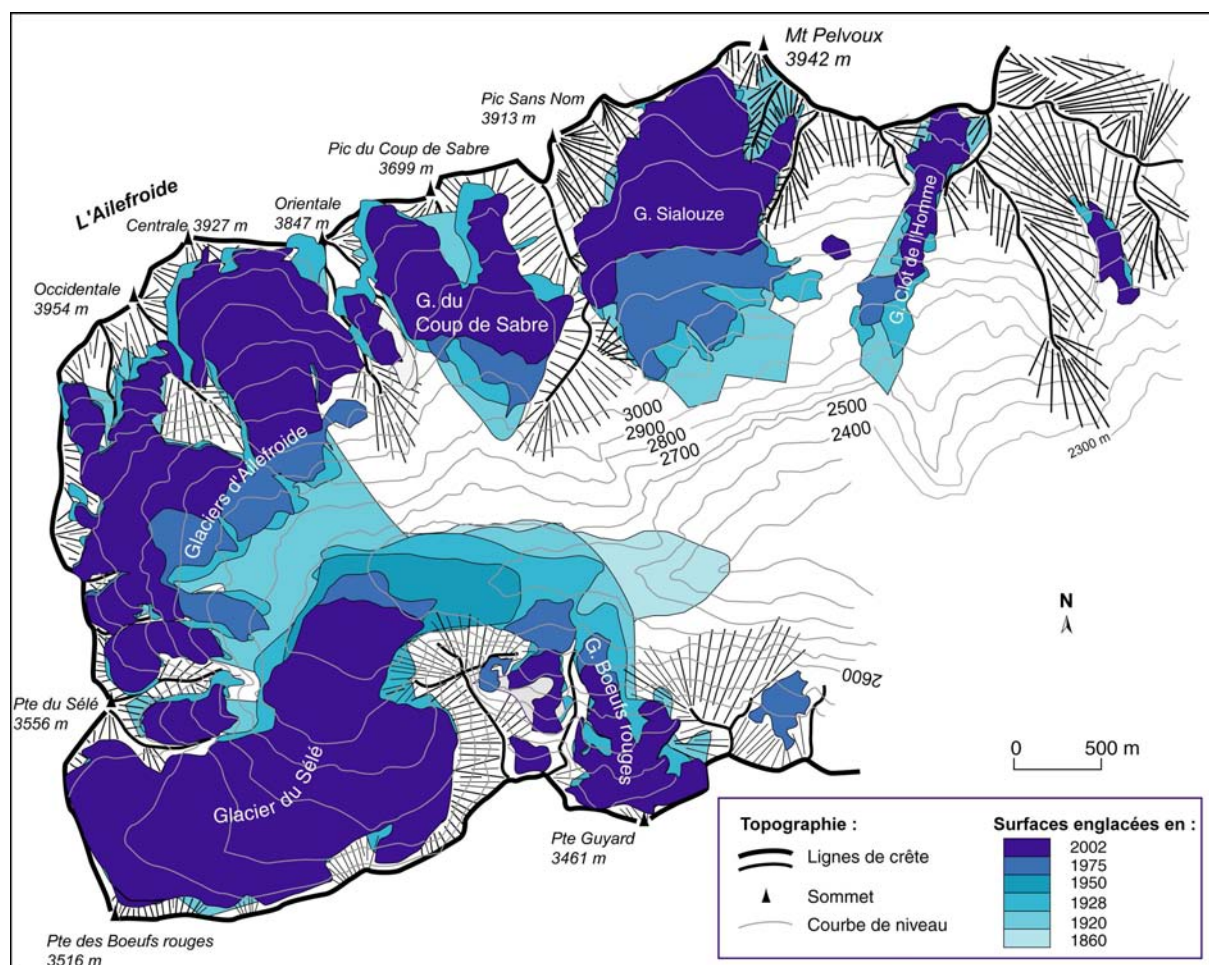 Mt Pelvoux
3942 m
Pic Sans Nom
3913 m
Pic du Coup de Sabre
3699 m
L'Ailefroide
Orientale
3847 m
Centrale 3927 m
Occidentale
3954 m
G. Sialouze
G. Clot de l'Homme
G. du
Coup de Sabre
3000
2900
2800
2700
2500
2400
2300 m
Glaciers d'Ailefroide
N
2600
G. Boeufs rouges
Pte du Sélé
3556 m
Glacier du Sélé
0 500 m
Pte Guyard
3461 m
Pte des Boeufs rouges
3516 m
Topographie :
Lignes de crête
Sommet
Courbe de niveau
Surfaces englacées en :
2002
1975
1950
1928
1920
1860